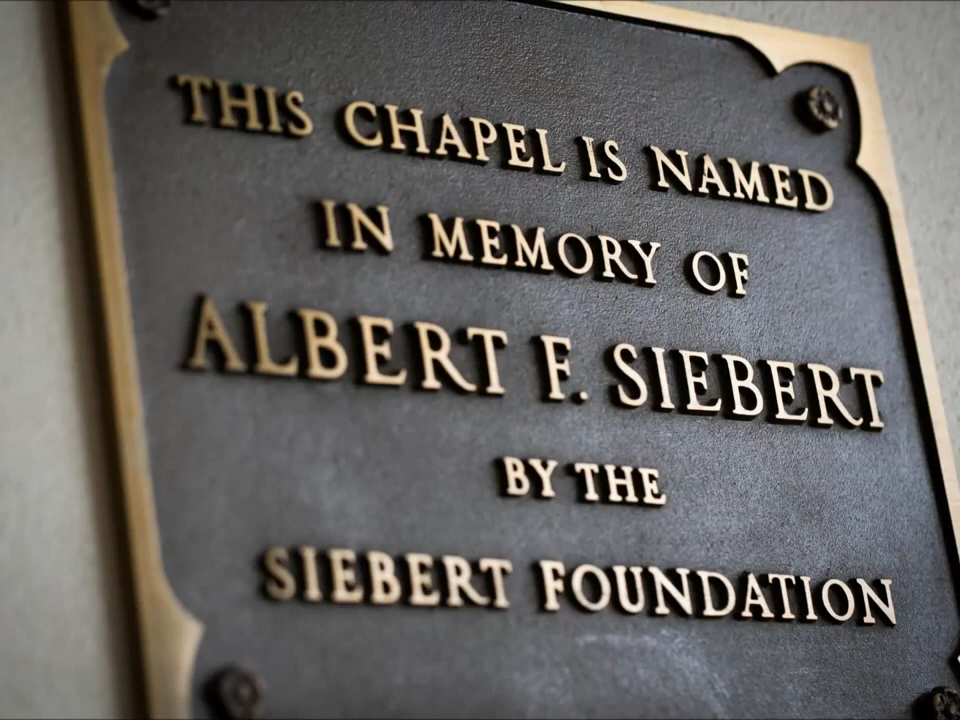 THIS CHAPEL IS NAMED
IN MEMORY OF
ALBERT F. SIEBERT
BY THE
SIEBERT FOUNDATION